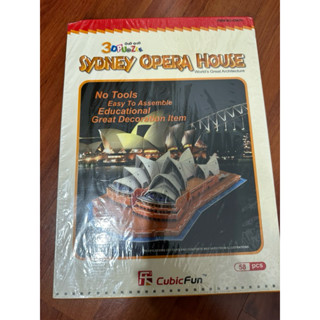 3D Puzzle
SYDNEY OPERA HOUSE
World's Great Architecture
No Tools
Easy To Assemble
Educational
Great Decoration Item
CubicFun™
58 pcs